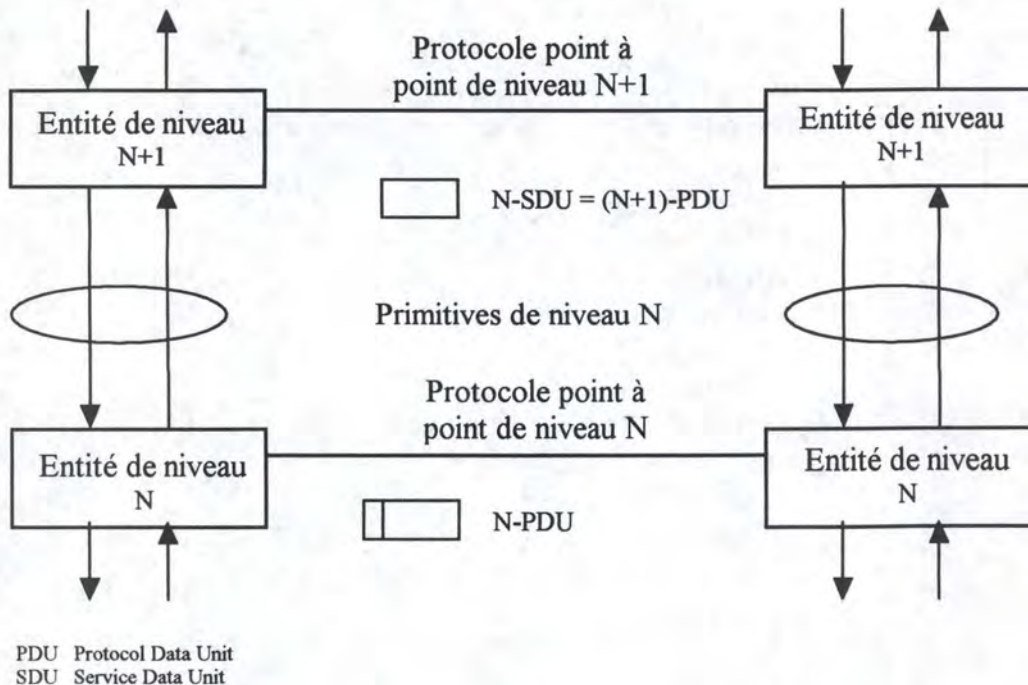 Protocole point à
point de niveau N+1
Entité de niveau
N+1
Entité de niveau
N+1
N-SDU = (N+1)-PDU
Primitives de niveau N
Protocole point à
point de niveau N
Entité de niveau
N
Entité de niveau
N
N-PDU
PDU Protocol Data Unit
SDU Service Data Unit